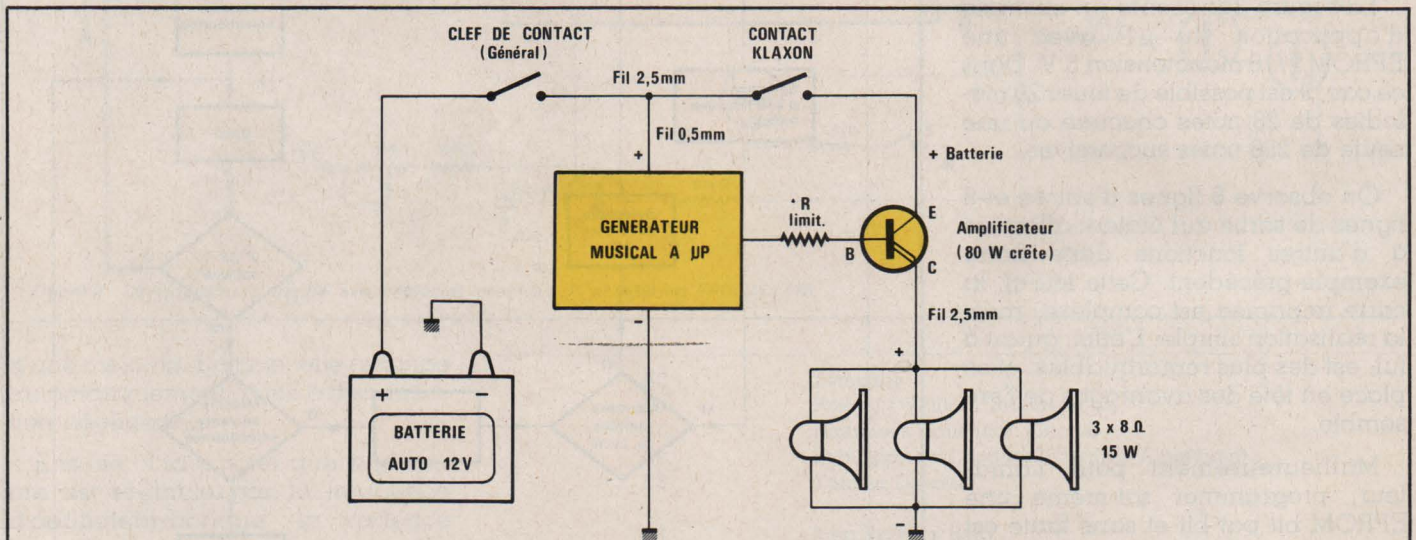 CLEF DE CONTACT
(Général)
CONTACT
KLAXON
Fil 2,5mm
Fil 0,5mm
+
+ Batterie
GENERATEUR
MUSICAL A µP
R
limit.
B
E
C
Amplificateur
(80 W crête)
-
Fil 2,5mm
+
+ -
BATTERIE
AUTO 12V
3 x 8 Ω
15 W
-